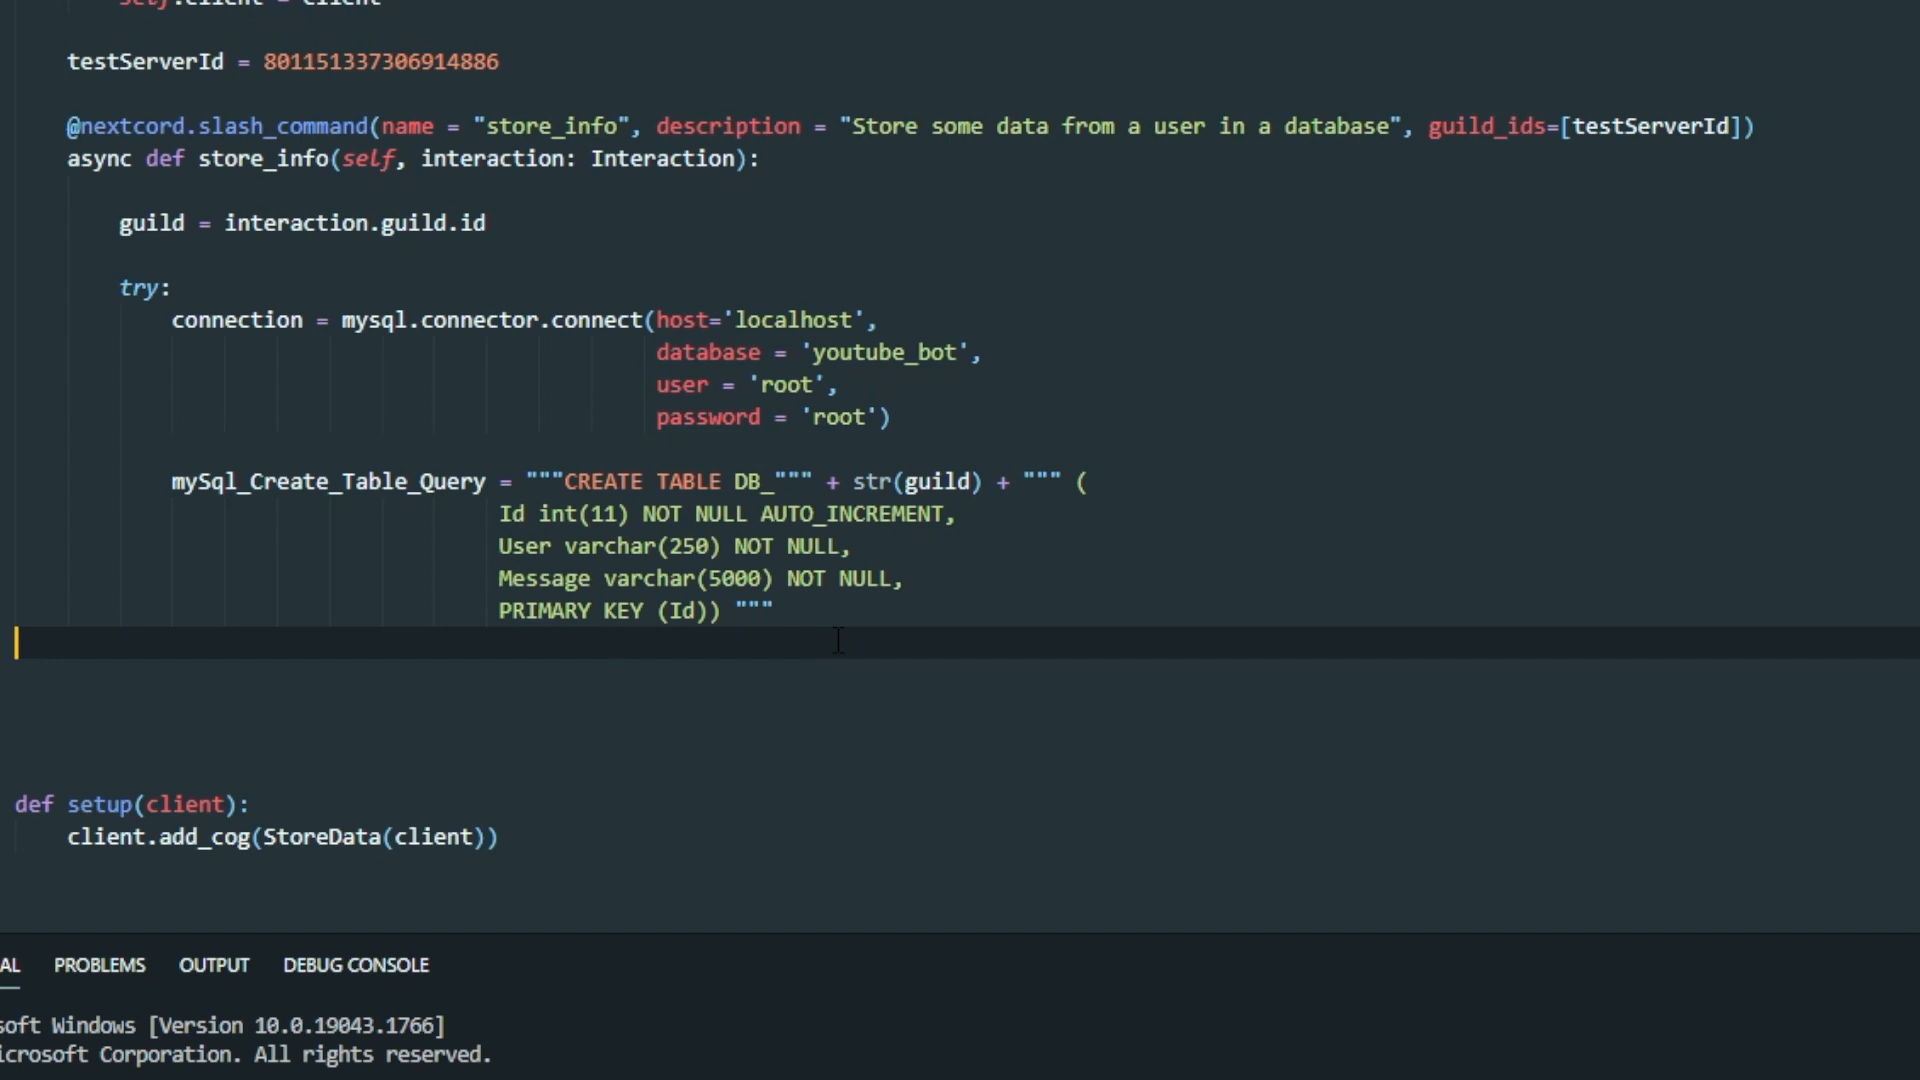 self.client = client
testServerId = 801151337306914886
@nextcord.slash_command(name = "store_info", description = "Store some data from a user in a database", guild_ids=[testServerId])
async def store_info(self, interaction: Interaction):
guild = interaction.guild.id
try:
connection = mysql.connector.connect(host='localhost',
database = 'youtube_bot',
user = 'root',
password = 'root')
mySql_Create_Table_Query = """CREATE TABLE DB_""" + str(guild) + """ (
Id int(11) NOT NULL AUTO_INCREMENT,
User varchar(250) NOT NULL,
Message varchar(5000) NOT NULL,
PRIMARY KEY (Id)) """
def setup(client):
client.add_cog(StoreData(client))
AL PROBLEMS OUTPUT DEBUG CONSOLE
soft Windows [Version 10.0.19043.1766]
icrosoft Corporation. All rights reserved.